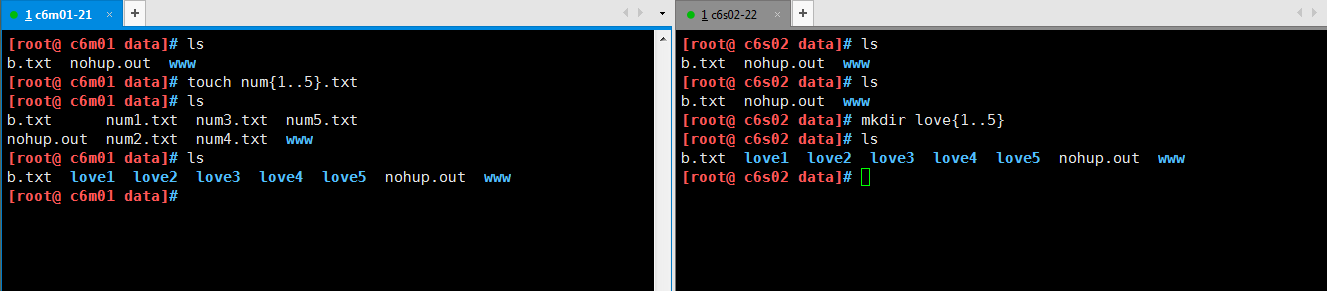 1 c6m01-21 × +
[root@ c6m01 data]# ls
b.txt nohup.out www
[root@ c6m01 data]# touch num{1..5}.txt
[root@ c6m01 data]# ls
b.txt num1.txt num3.txt num5.txt
nohup.out num2.txt num4.txt www
[root@ c6m01 data]# ls
b.txt love1 love2 love3 love4 love5 nohup.out www
[root@ c6m01 data]#
1 c6s02-22 × +
[root@ c6s02 data]# ls
b.txt nohup.out www
[root@ c6s02 data]# ls
b.txt nohup.out www
[root@ c6s02 data]# mkdir love{1..5}
[root@ c6s02 data]# ls
b.txt love1 love2 love3 love4 love5 nohup.out www
[root@ c6s02 data]#